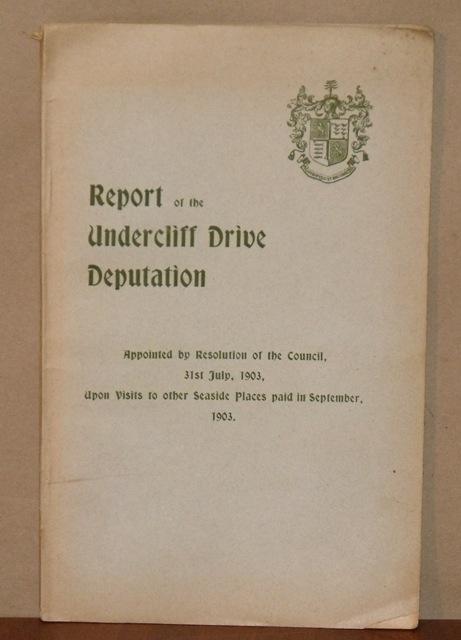 Report of the
Undercliff Drive
Deputation
Appointed by Resolution of the Council,
31st July, 1903,
Upon Visits to other Seaside Places paid in September,
1903.